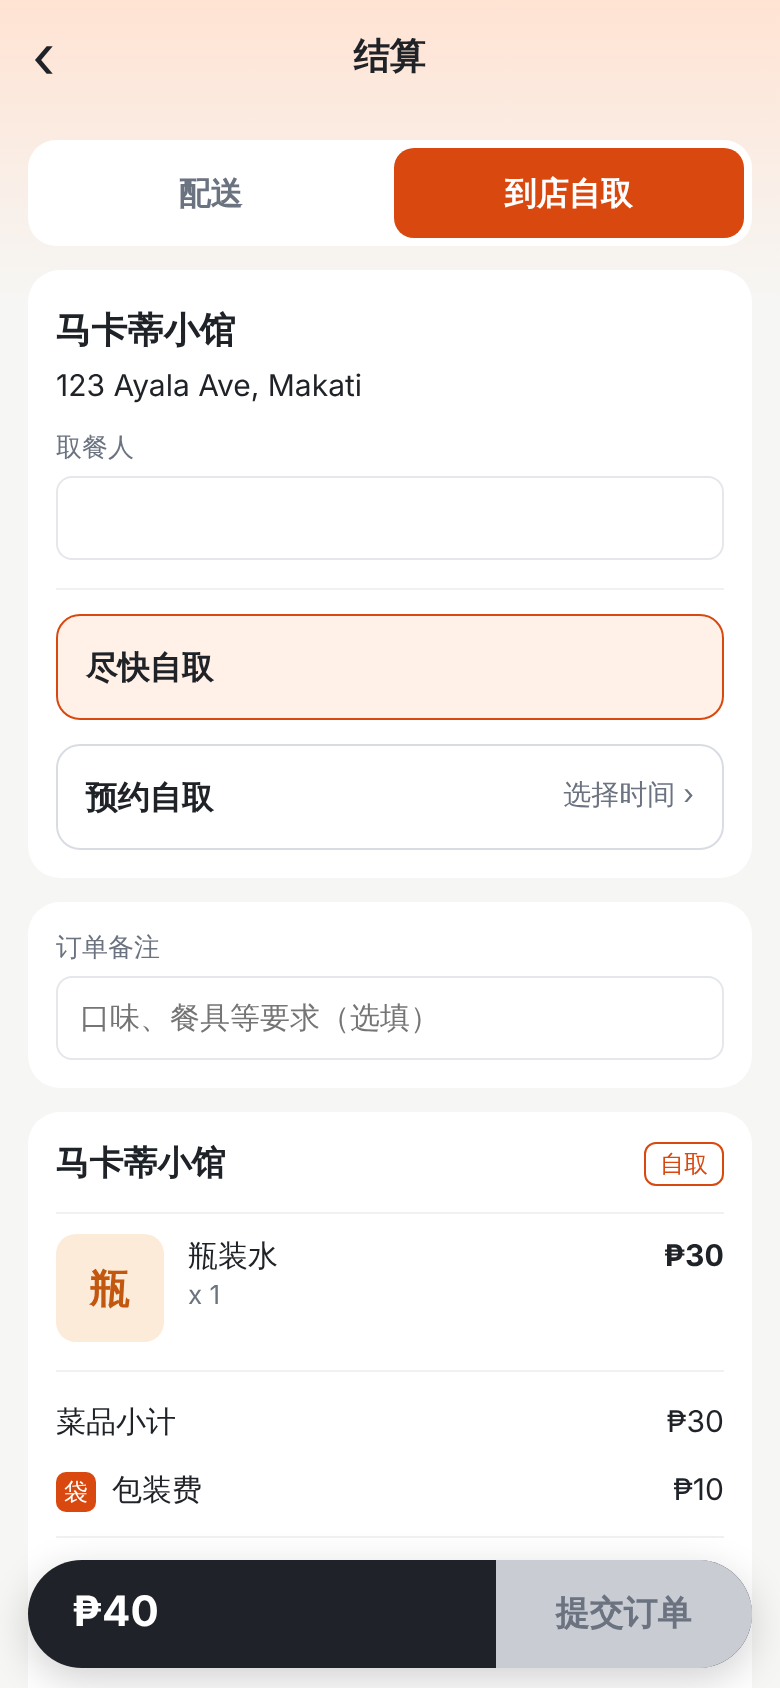 ‹
结算
配送
到店自取
马卡蒂小馆
123 Ayala Ave, Makati
取餐人
尽快自取
预约自取
选择时间 ›
订单备注
口味、餐具等要求（选填）
马卡蒂小馆
自取
瓶
瓶装水
₱30
x 1
菜品小计
₱30
袋 包装费
₱10
₱40
提交订单